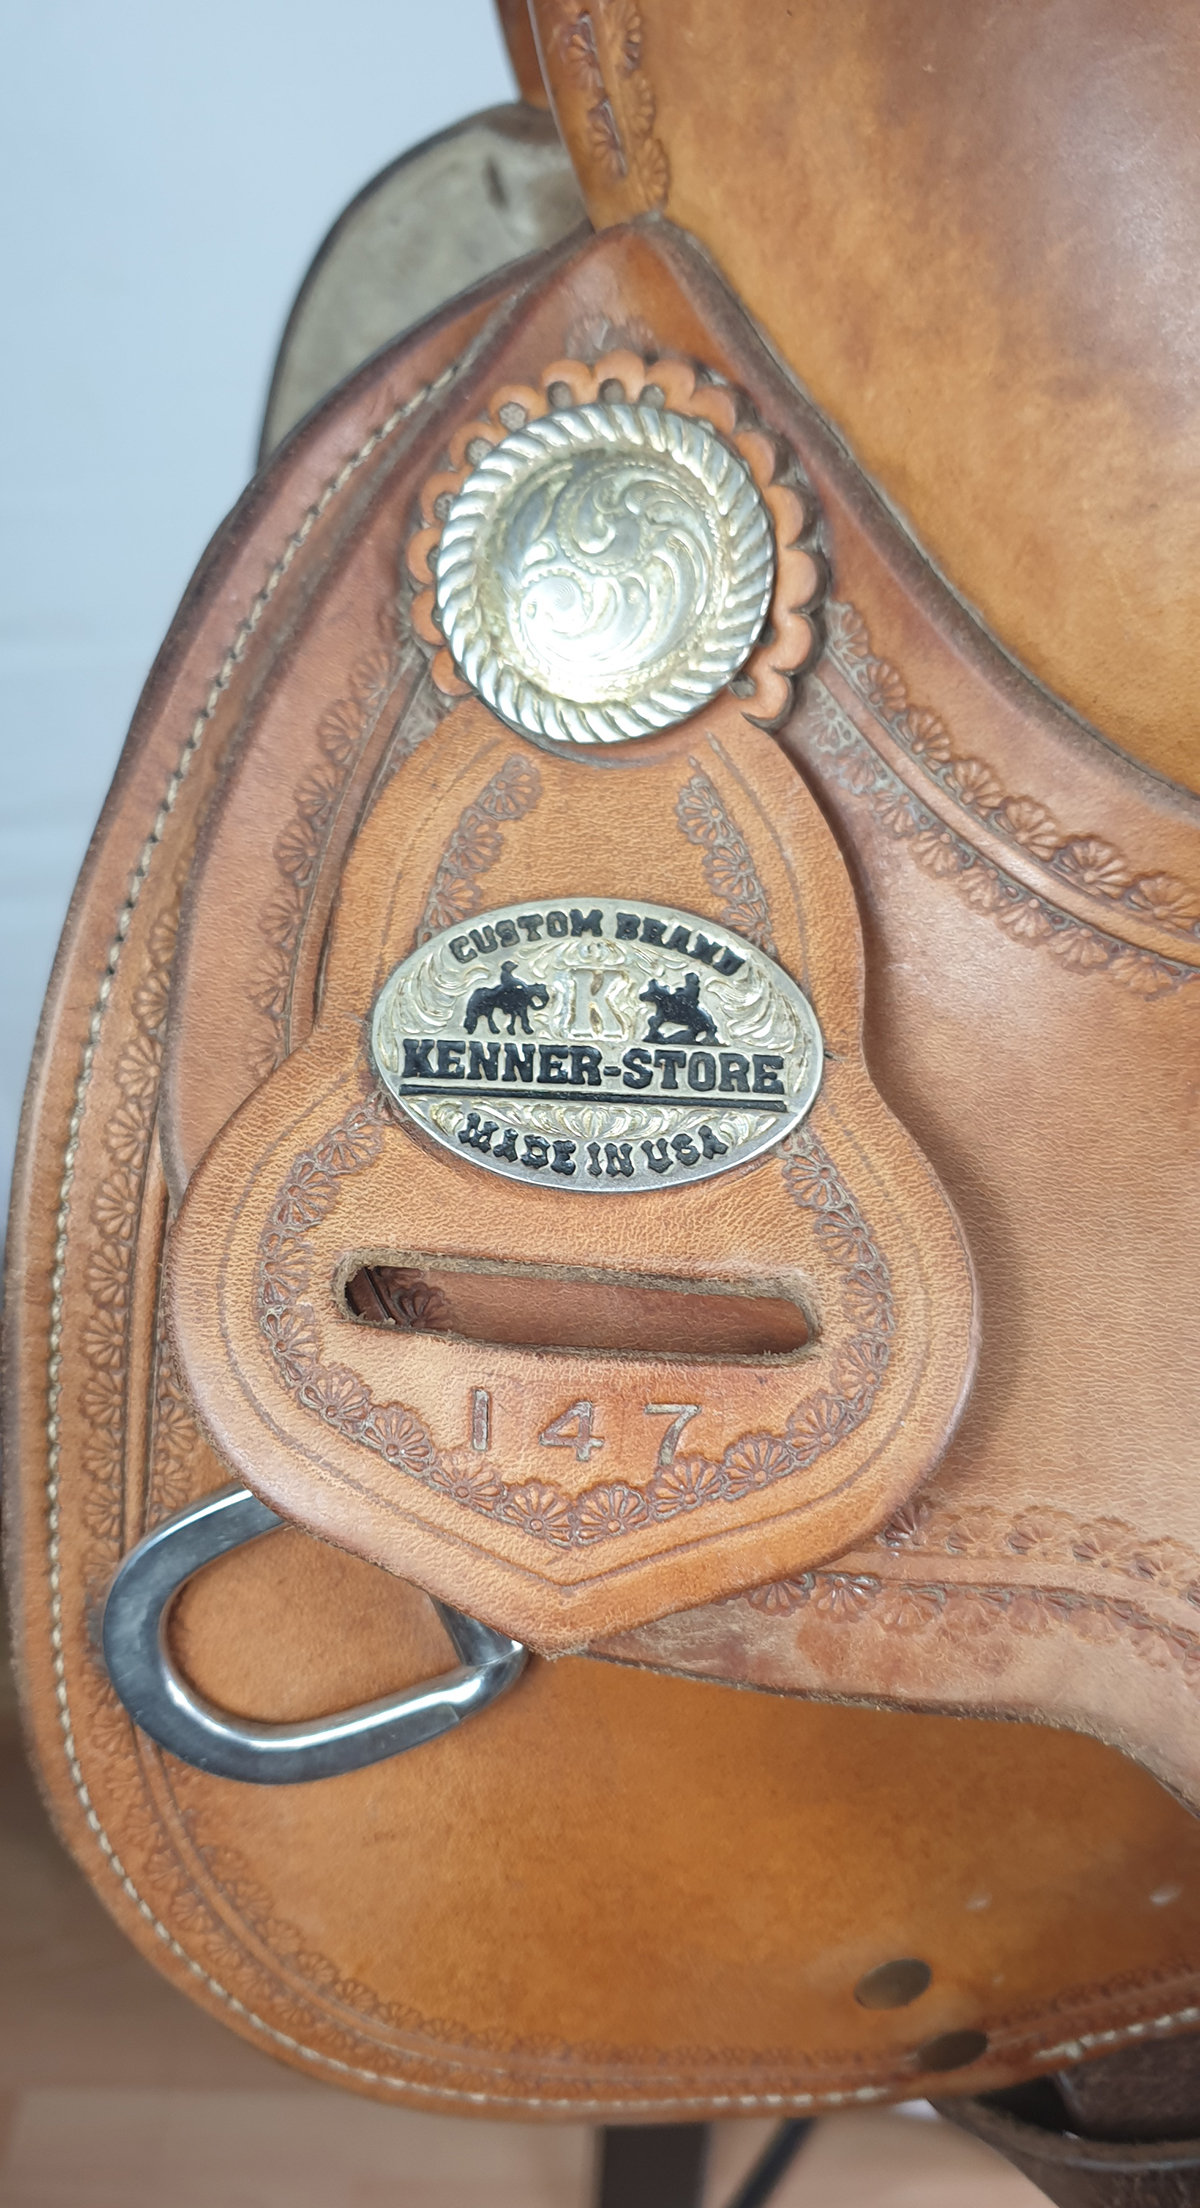 CUSTOM BRAND
K
KENNER-STORE
MADE IN USA
147